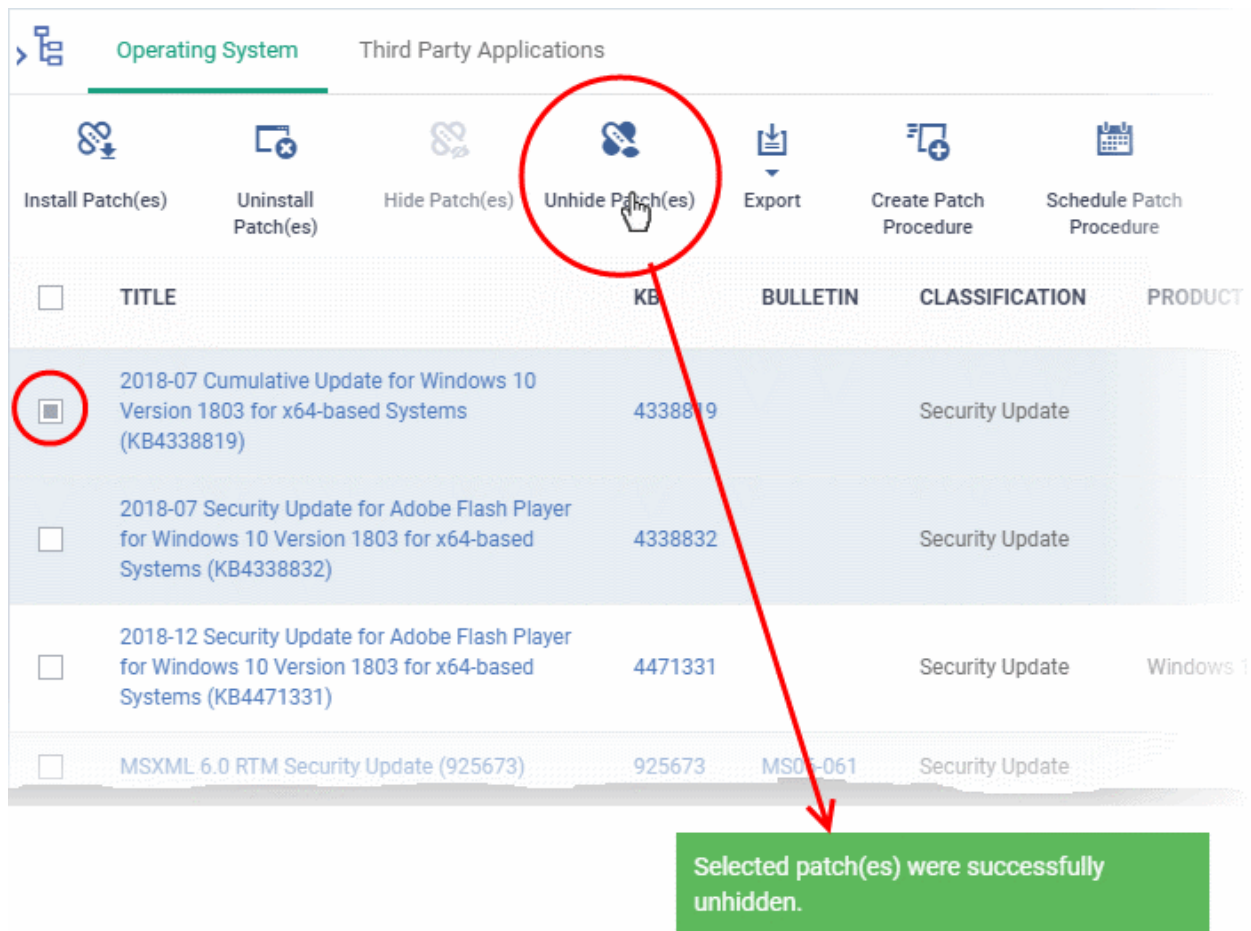 Operating System Third Party Applications
Install Patch(es) Uninstall Patch(es) Hide Patch(es) Unhide Patch(es) Export Create Patch Procedure Schedule Patch Procedure
TITLE KB BULLETIN CLASSIFICATION PRODUCT
2018-07 Cumulative Update for Windows 10
Version 1803 for x64-based Systems 4338819 Security Update
(KB4338819)
2018-07 Security Update for Adobe Flash Player
for Windows 10 Version 1803 for x64-based 4338832 Security Update
Systems (KB4338832)
2018-12 Security Update for Adobe Flash Player
for Windows 10 Version 1803 for x64-based 4471331 Security Update Windows 1
Systems (KB4471331)
MSXML 6.0 RTM Security Update (925673) 925673 MS06-061 Security Update
Selected patch(es) were successfully
unhidden.